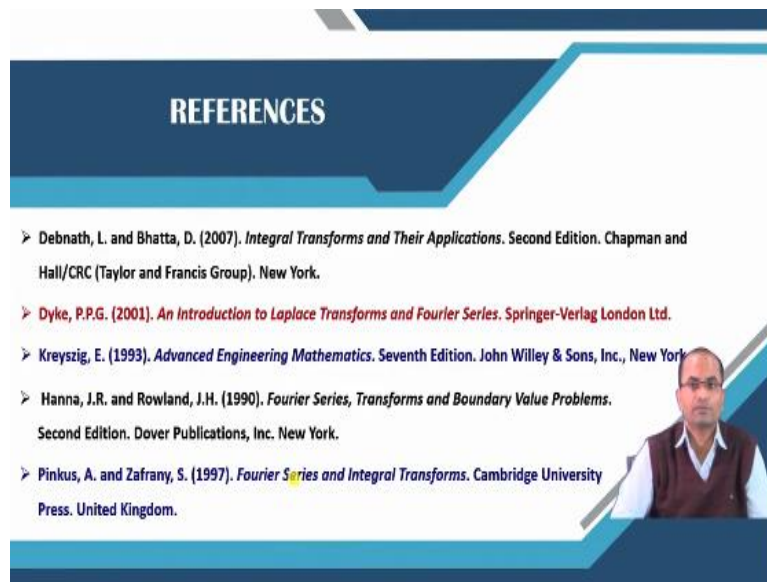 REFERENCES
➢ Debnath, L. and Bhatta, D. (2007). Integral Transforms and Their Applications. Second Edition. Chapman and
Hall/CRC (Taylor and Francis Group). New York.
➢ Dyke, P.P.G. (2001). An Introduction to Laplace Transforms and Fourier Series. Springer-Verlag London Ltd.
➢ Kreyszig, E. (1993). Advanced Engineering Mathematics. Seventh Edition. John Willey & Sons, Inc., New York
➢ Hanna, J.R. and Rowland, J.H. (1990). Fourier Series, Transforms and Boundary Value Problems.
Second Edition. Dover Publications, Inc. New York.
➢ Pinkus, A. and Zafrany, S. (1997). Fourier Series and Integral Transforms. Cambridge University
Press. United Kingdom.